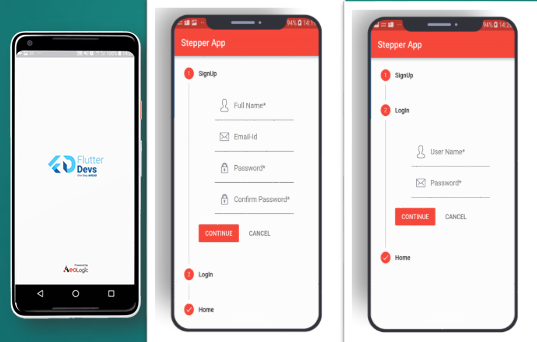 Flutter
Devs
Powered by
AeoLogic
94% 14:1
Stepper App
1 SignUp
Full Name*
Email-Id
Password*
Confirm Password*
CONTINUE CANCEL
2 Login
Home
94% 14:2
Stepper App
1 SignUp
2 Login
User Name*
Password*
CONTINUE CANCEL
Home